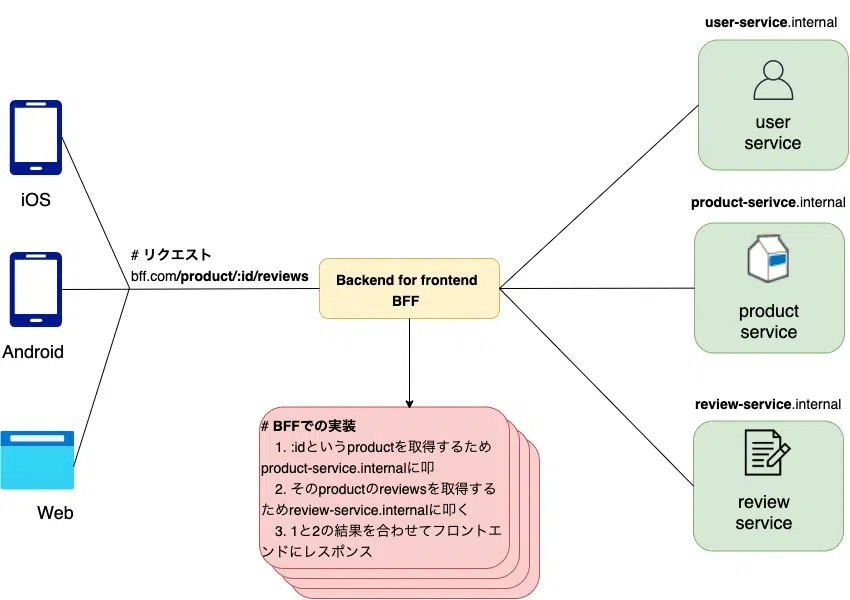 user-service.internal
user
service
iOS
product-serivce.internal
# リクエスト
bff.com/product/:id/reviews
Backend for frontend
BFF
product
service
Android
review-service.internal
# BFFでの実装
1. :idというproductを取得するため
product-service.internalに叩
2. そのproductのreviewsを取得する
ためreview-service.internalに叩く
3. 1と2の結果を合わせてフロントエ
ンドにレスポンス
review
service
Web